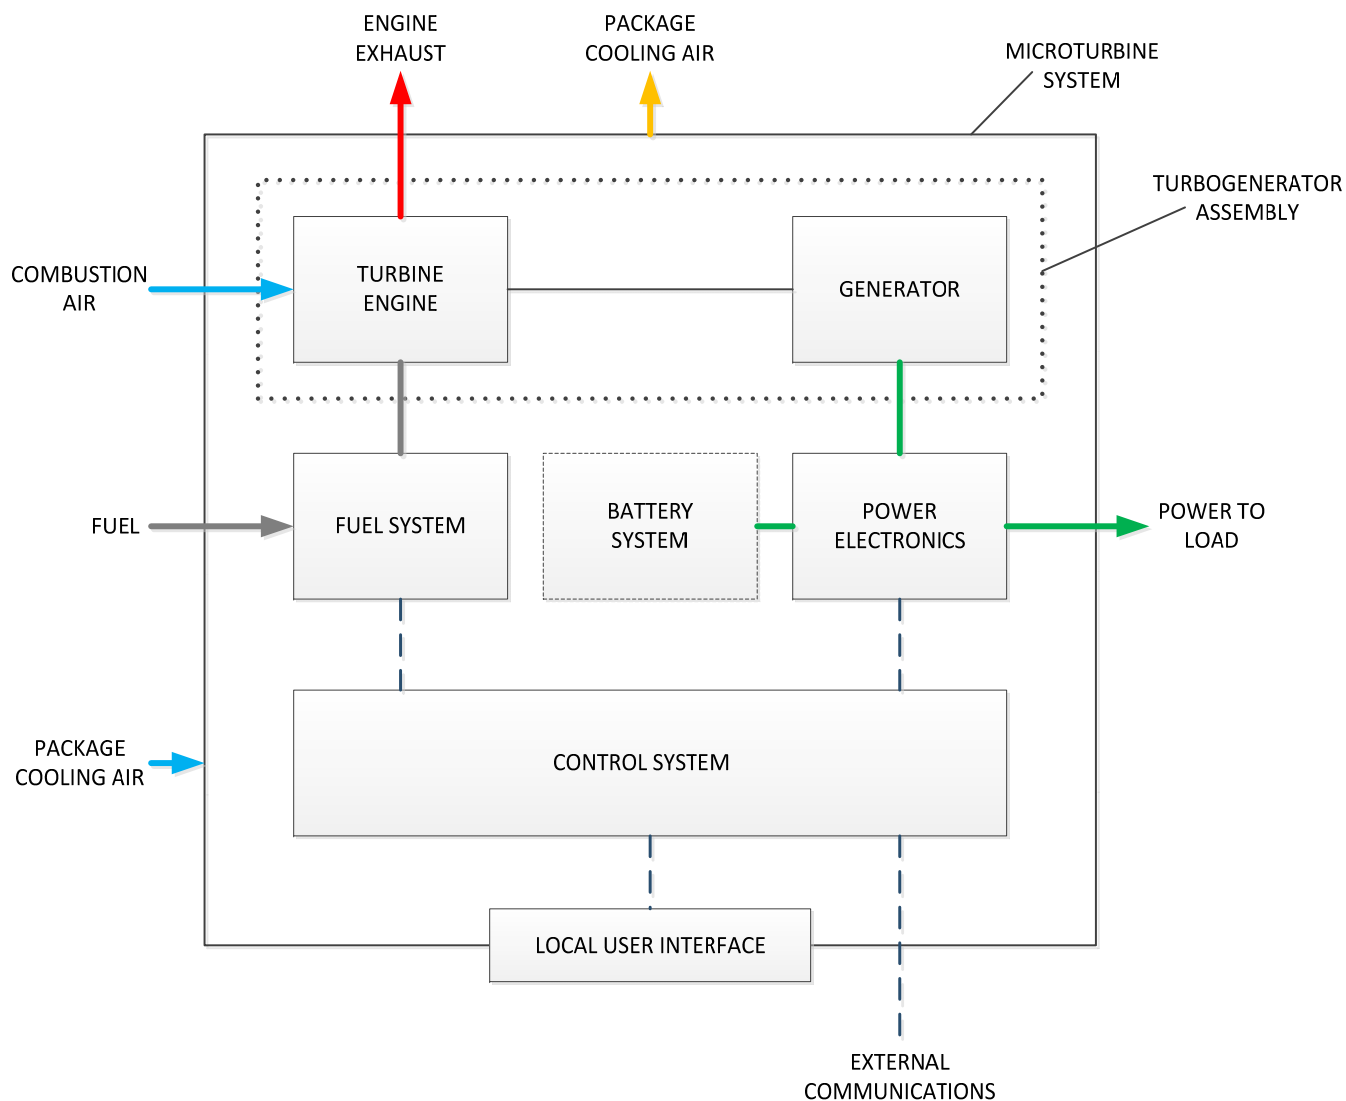 ENGINE
EXHAUST
PACKAGE
COOLING AIR
MICROTURBINE
SYSTEM
TURBOGENERATOR
ASSEMBLY
COMBUSTION
AIR
TURBINE
ENGINE
GENERATOR
FUEL
FUEL SYSTEM
BATTERY
SYSTEM
POWER
ELECTRONICS
POWER TO
LOAD
PACKAGE
COOLING AIR
CONTROL SYSTEM
LOCAL USER INTERFACE
EXTERNAL
COMMUNICATIONS